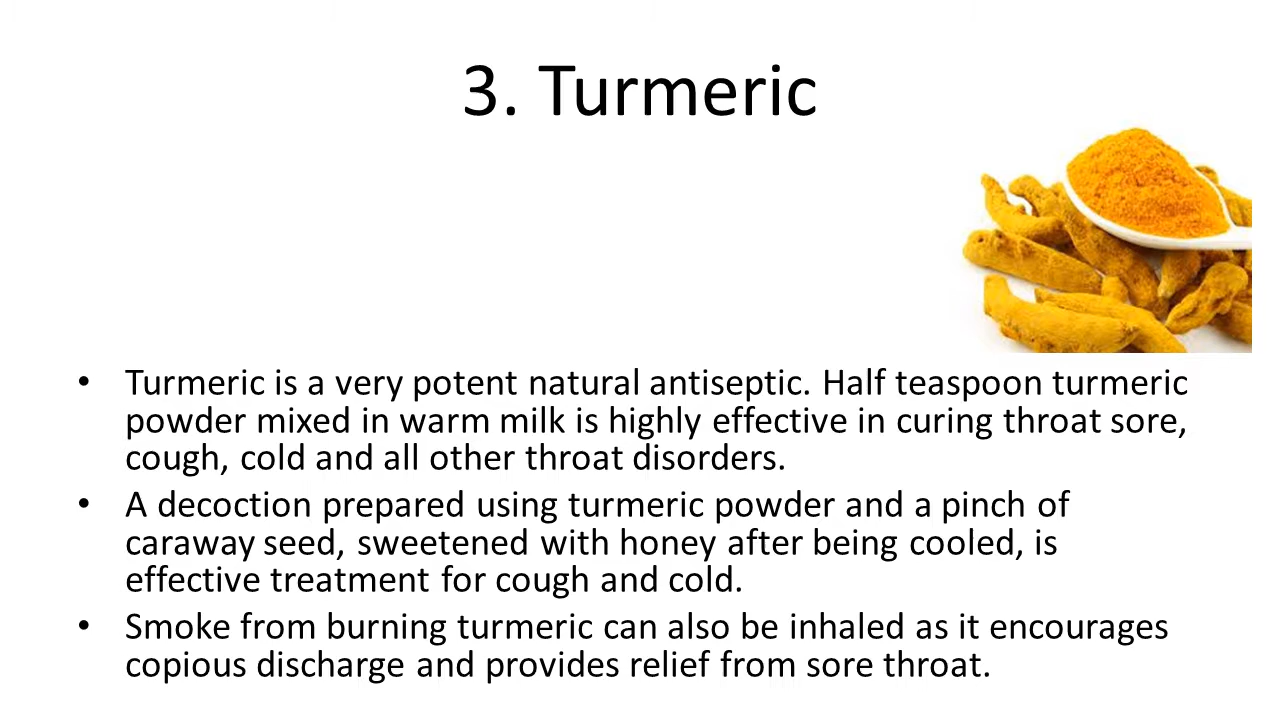 3. Turmeric
• Turmeric is a very potent natural antiseptic. Half teaspoon turmeric
powder mixed in warm milk is highly effective in curing throat sore,
cough, cold and all other throat disorders.
• A decoction prepared using turmeric powder and a pinch of
caraway seed, sweetened with honey after being cooled, is
effective treatment for cough and cold.
• Smoke from burning turmeric can also be inhaled as it encourages
copious discharge and provides relief from sore throat.